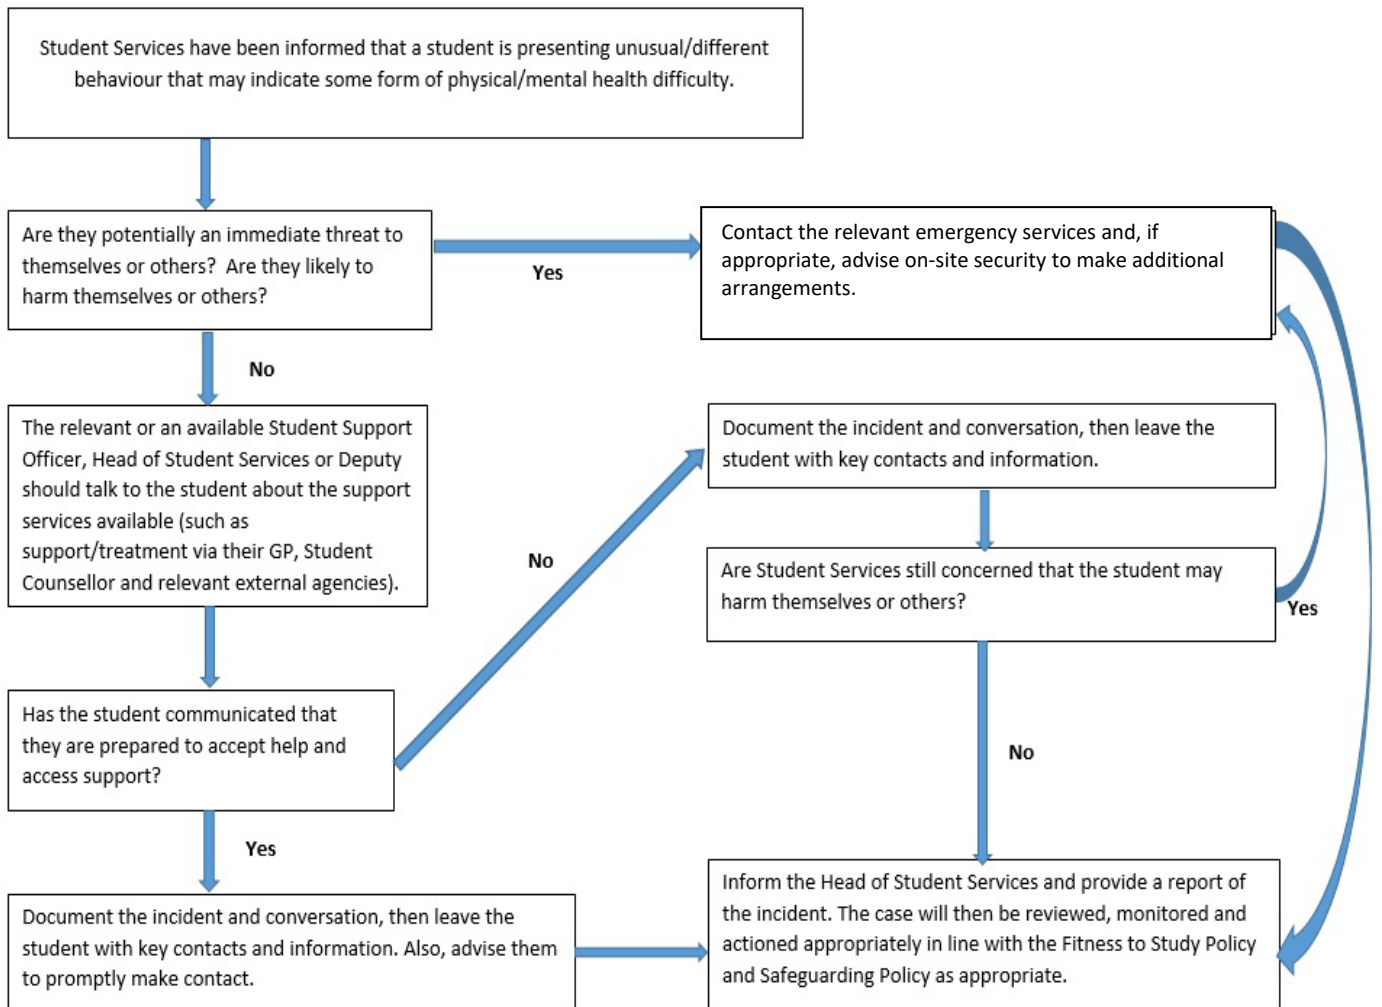 Student Services have been informed that a student is presenting unusual/different
behaviour that may indicate some form of physical/mental health difficulty.
Are they potentially an immediate threat to
themselves or others?  Are they likely to
harm themselves or others?
Yes
Contact the relevant emergency services and, if
appropriate, advise on-site security to make additional
arrangements.
No
The relevant or an available Student Support
Officer, Head of Student Services or Deputy
should talk to the student about the support
services available (such as
support/treatment via their GP, Student
Counsellor and relevant external agencies).
Document the incident and conversation, then leave the
student with key contacts and information.
No
Are Student Services still concerned that the student may
harm themselves or others?
Yes
Has the student communicated that
they are prepared to accept help and
access support?
No
Yes
Document the incident and conversation, then leave the
student with key contacts and information. Also, advise them
to promptly make contact.
Inform the Head of Student Services and provide a report of
the incident. The case will then be reviewed, monitored and
actioned appropriately in line with the Fitness to Study Policy
and Safeguarding Policy as appropriate.